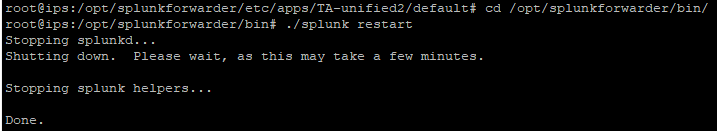 root@ips:/opt/splunkforwarder/etc/apps/TA-unified2/default# cd /opt/splunkforwarder/bin/
root@ips:/opt/splunkforwarder/bin# ./splunk restart
Stopping splunkd...
Shutting down.  Please wait, as this may take a few minutes.
Stopping splunk helpers...
Done.